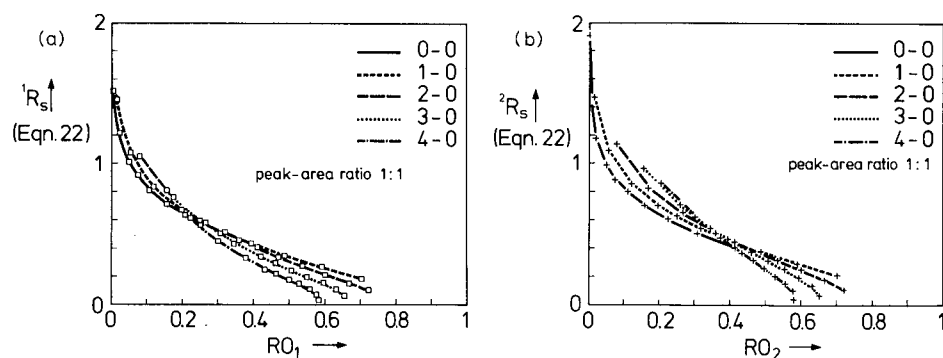 (a)
2
1
0
¹Rₛ↑
(Eqn. 22)
0-0
1-0
2-0
3-0
4-0
peak-area ratio 1:1
0 0.2 0.4 0.6 0.8 1
RO₁ →
(b)
2
1
0
²Rₛ↑
(Eqn. 22)
0-0
1-0
2-0
3-0
4-0
peak-area ratio 1:1
0 0.2 0.4 0.6 0.8 1
RO₂ →